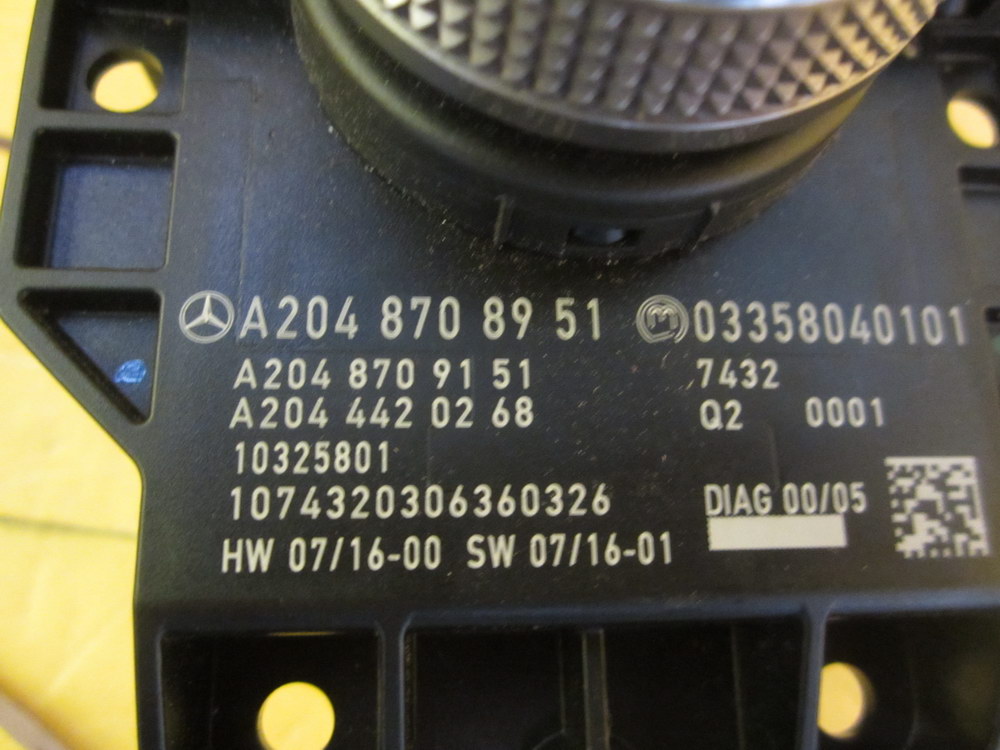 A204 870 89 51 M 03358040101
A204 870 91 51 7432
A204 442 02 68 Q2 0001
10325801
1074320306360326 DIAG 00/05
HW 07/16-00 SW 07/16-01